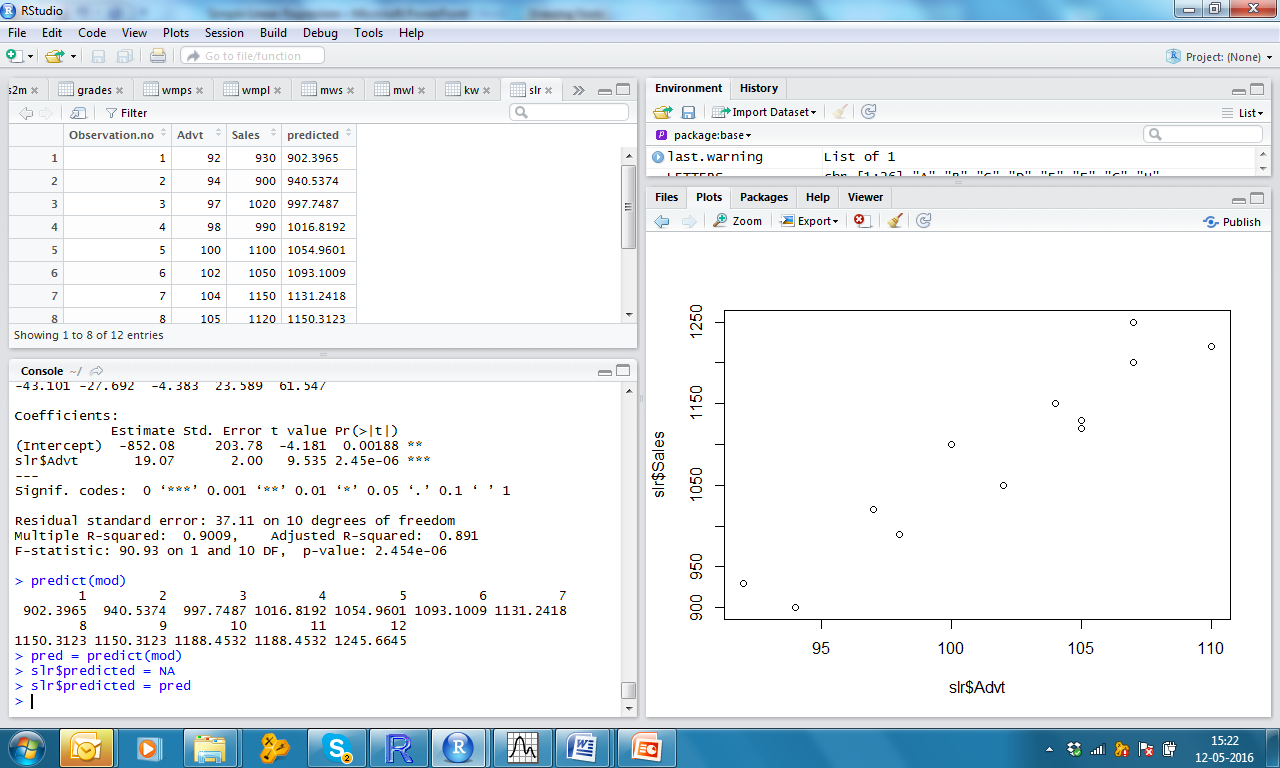 RStudio
File Edit Code View Plots Session Build Debug Tools Help
Go to file/function
Project: (None)
s2m grades wmps wmpl mws mwl kw slr
Filter
Observation.no Advt Sales predicted
1 1 92 930 902.3965
2 2 94 900 940.5374
3 3 97 1020 997.7487
4 4 98 990 1016.8192
5 5 100 1100 1054.9601
6 6 102 1050 1093.1009
7 7 104 1150 1131.2418
8 8 105 1120 1150.3123
Showing 1 to 8 of 12 entries
Console ~/
-43.101 -27.692 -4.383 23.589 61.547
Coefficients:
Estimate Std. Error t value Pr(>|t|)
(Intercept) -852.08 203.78 -4.181 0.00188 **
slr$Advt 19.07 2.00 9.535 2.45e-06 ***
---
Signif. codes: 0 ‘***’ 0.001 ‘**’ 0.01 ‘*’ 0.05 ‘.’ 0.1 ‘ ’ 1
Residual standard error: 37.11 on 10 degrees of freedom
Multiple R-squared: 0.9009, Adjusted R-squared: 0.891
F-statistic: 90.93 on 1 and 10 DF, p-value: 2.454e-06
> predict(mod)
1 2 3 4 5 6 7
902.3965 940.5374 997.7487 1016.8192 1054.9601 1093.1009 1131.2418
8 9 10 11 12
1150.3123 1150.3123 1188.4532 1188.4532 1245.6645
> pred = predict(mod)
> slr$predicted = NA
> slr$predicted = pred
>
Environment History
Import Dataset List
package:base
last.warning List of 1
LETTERS chr [1:26] "A" "B" "C" "D" "E" "F" "G" "H"
Files Plots Packages Help Viewer
Zoom Export Publish
1250
1150
1050
950
900
slr$Sales
95 100 105 110
slr$Advt
15:22
12-05-2016